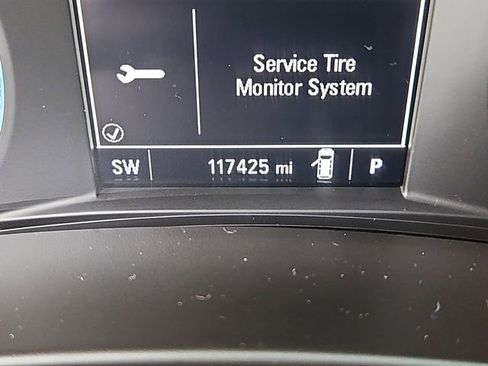 Service Tire
Monitor System
SW 117425 mi P